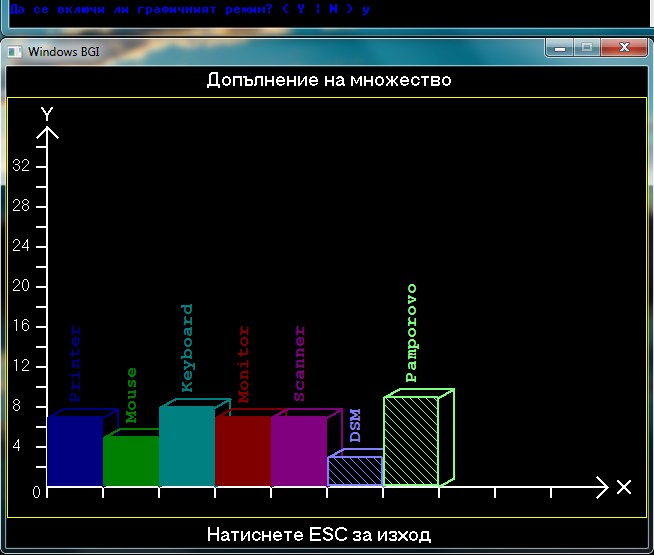 Да се включи ли графичният режим? ( Y | N ) y
Windows BGI
Допълнение на множество
Y
32
28
24
20
16
12
8
4
0
Printer
Mouse
Keyboard
Monitor
Scanner
DSM
Pamporovo
X
Натиснете ESC за изход